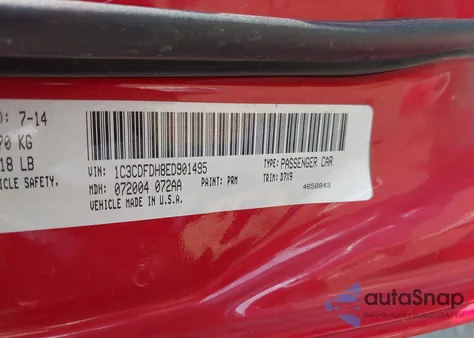 D: 7-14
70 KG
18 LB
ICLE SAFETY,
VIN: 1C3CDFDH8ED901495
TYPE: PASSENGER CAR
MDH: 072004 072AA
PAINT: PRM
TRIM: D7X9
VEHICLE MADE IN U.S.A.
4658843
autoSnap